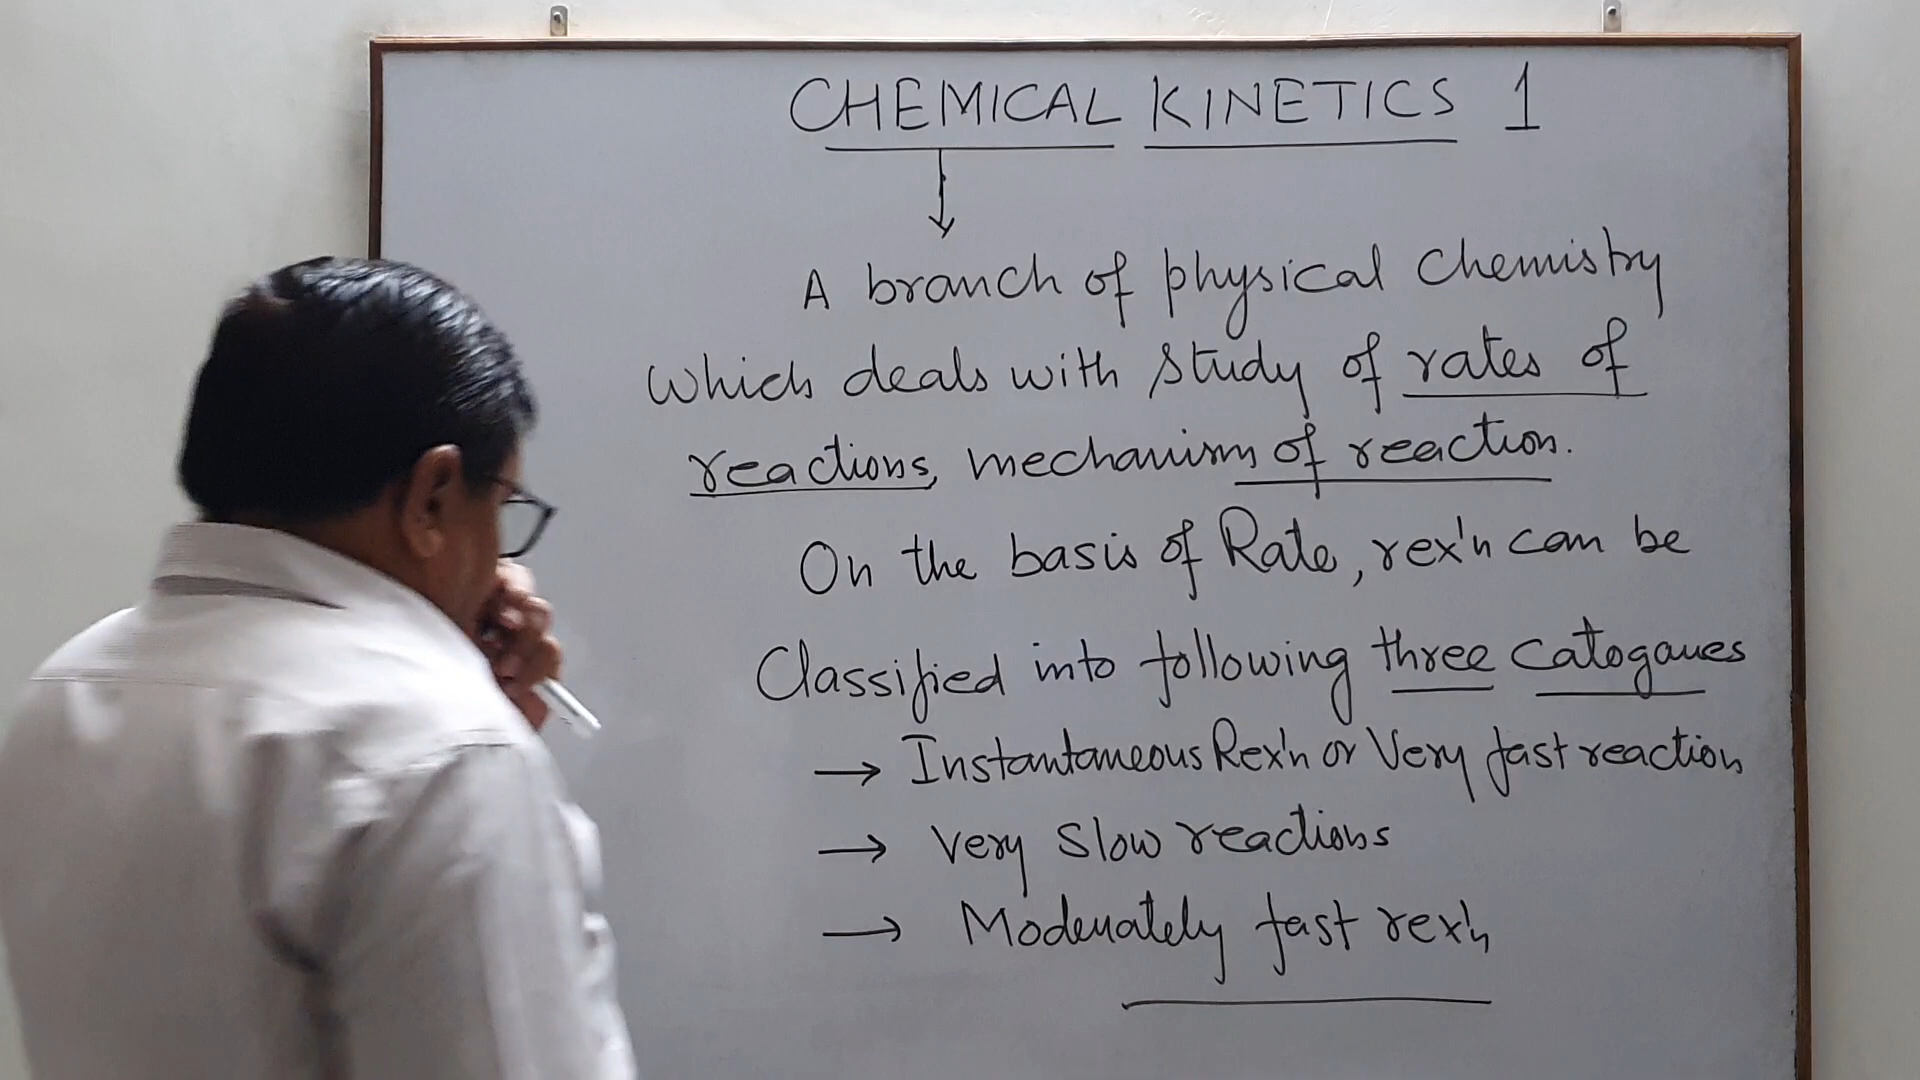 CHEMICAL KINETICS 1
A branch of physical chemistry
which deals with study of rates of
reactions, mechanism of reaction.
On the basis of Rate, rex'n can be
Classified into following three catogaries
→ Instantaneous Rex'n or Very fast reaction
→ Very slow reactions
→ Moderately fast rex'n